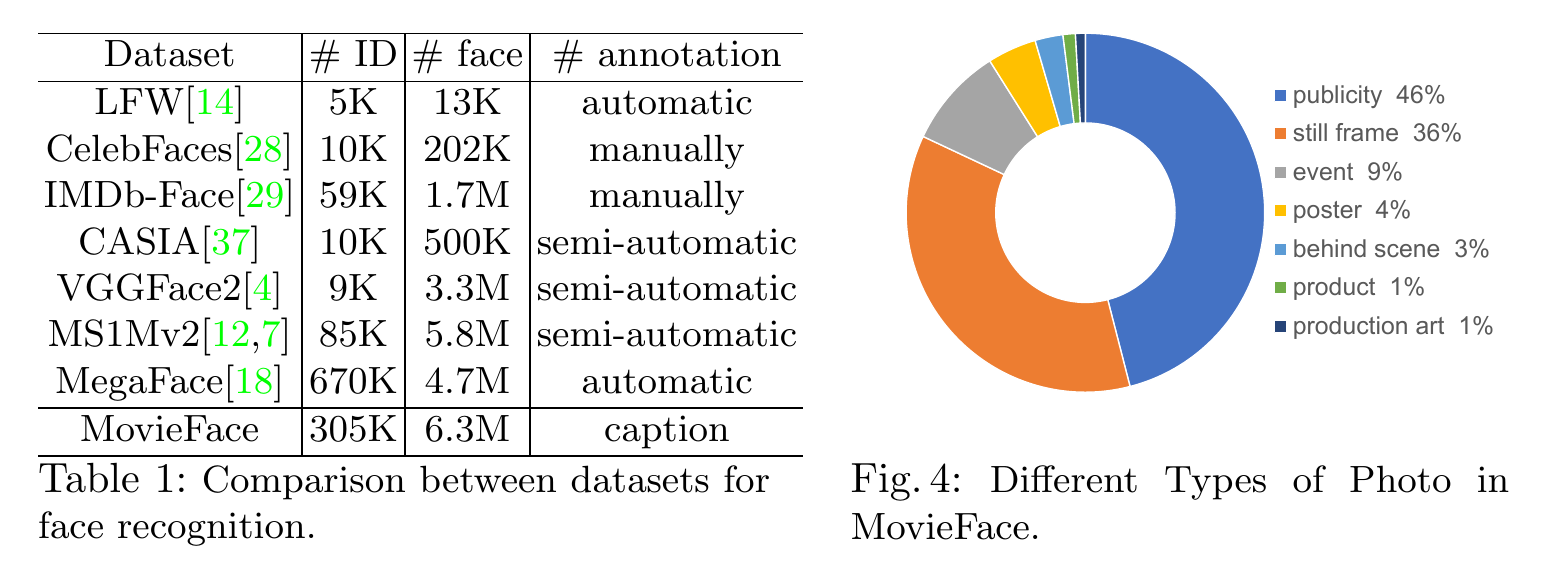 Dataset # ID # face # annotation
LFW[14] 5K 13K automatic
CelebFaces[28] 10K 202K manually
IMDb-Face[29] 59K 1.7M manually
CASIA[37] 10K 500K semi-automatic
VGGFace2[4] 9K 3.3M semi-automatic
MS1Mv2[12,7] 85K 5.8M semi-automatic
MegaFace[18] 670K 4.7M automatic
MovieFace 305K 6.3M caption
Table 1: Comparison between datasets for
face recognition.
publicity 46%
still frame 36%
event 9%
poster 4%
behind scene 3%
product 1%
production art 1%
Fig. 4: Different Types of Photo in
MovieFace.